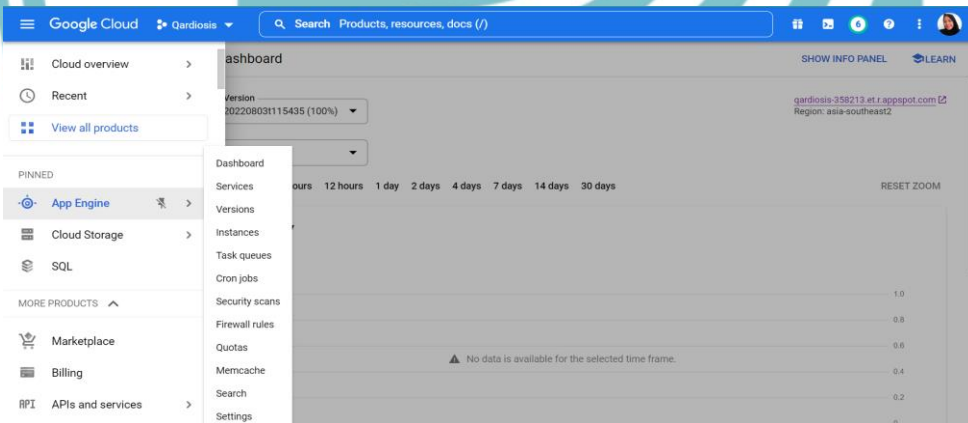 Google Cloud
Qardiosis
Search Products, resources, docs (/)
6
Cloud overview
Recent
View all products
PINNED
App Engine
Cloud Storage
SQL
MORE PRODUCTS
Marketplace
Billing
API APIs and services
Dashboard
Services
Versions
Instances
Task queues
Cron jobs
Security scans
Firewall rules
Quotas
Memcache
Search
Settings
ashboard
SHOW INFO PANEL
LEARN
Version
20220803t115435 (100%)
qardiosis-358213.et.r.appspot.com
Region: asia-southeast2
ours 12 hours 1 day 2 days 4 days 7 days 14 days 30 days
RESET ZOOM
1.0
0.8
0.6
No data is available for the selected time frame.
0.4
0.2